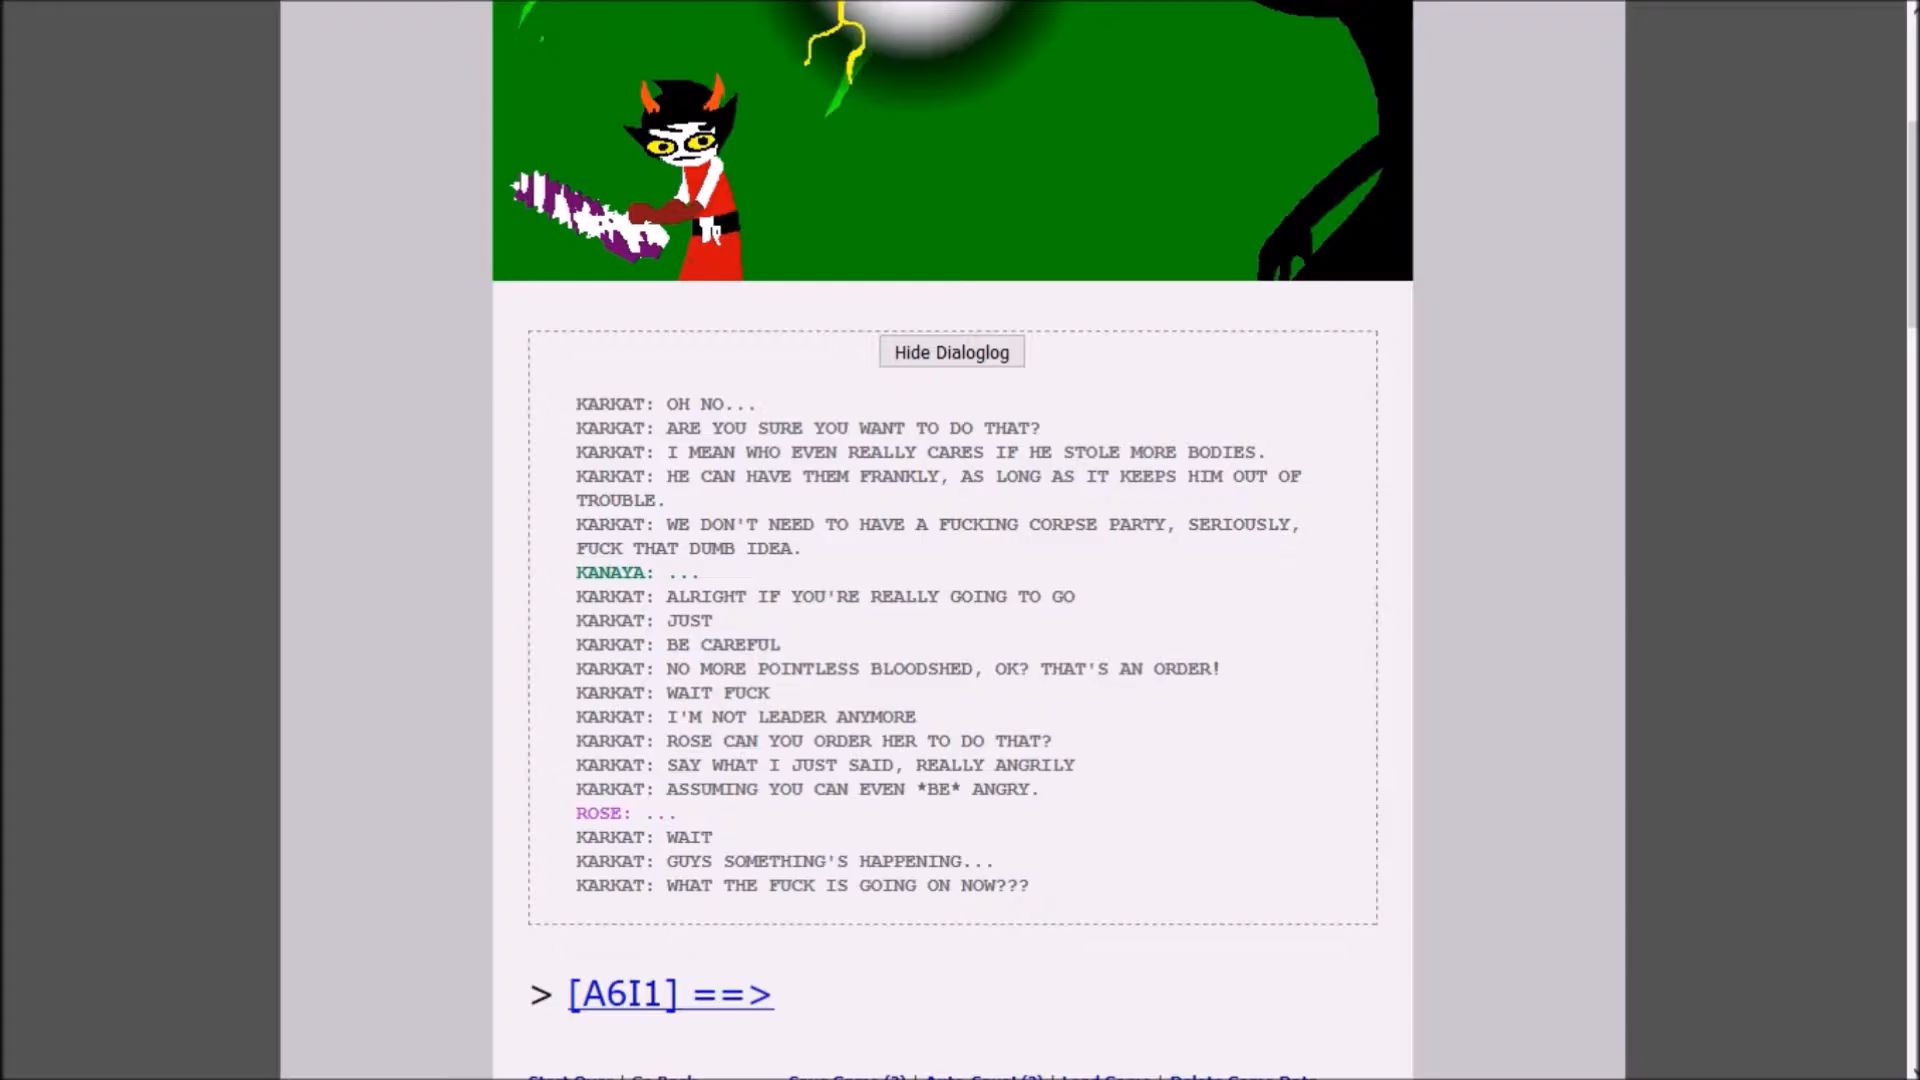 Hide Dialoglog
KARKAT: OH NO...
KARKAT: ARE YOU SURE YOU WANT TO DO THAT?
KARKAT: I MEAN WHO EVEN REALLY CARES IF HE STOLE MORE BODIES.
KARKAT: HE CAN HAVE THEM FRANKLY, AS LONG AS IT KEEPS HIM OUT OF
TROUBLE.
KARKAT: WE DON'T NEED TO HAVE A FUCKING CORPSE PARTY, SERIOUSLY,
FUCK THAT DUMB IDEA.
KANAYA: ...
KARKAT: ALRIGHT IF YOU'RE REALLY GOING TO GO
KARKAT: JUST
KARKAT: BE CAREFUL
KARKAT: NO MORE POINTLESS BLOODSHED, OK? THAT'S AN ORDER!
KARKAT: WAIT FUCK
KARKAT: I'M NOT LEADER ANYMORE
KARKAT: ROSE CAN YOU ORDER HER TO DO THAT?
KARKAT: SAY WHAT I JUST SAID, REALLY ANGRILY
KARKAT: ASSUMING YOU CAN EVEN *BE* ANGRY.
ROSE: ...
KARKAT: WAIT
KARKAT: GUYS SOMETHING'S HAPPENING...
KARKAT: WHAT THE FUCK IS GOING ON NOW???
> [A6I1] ==>